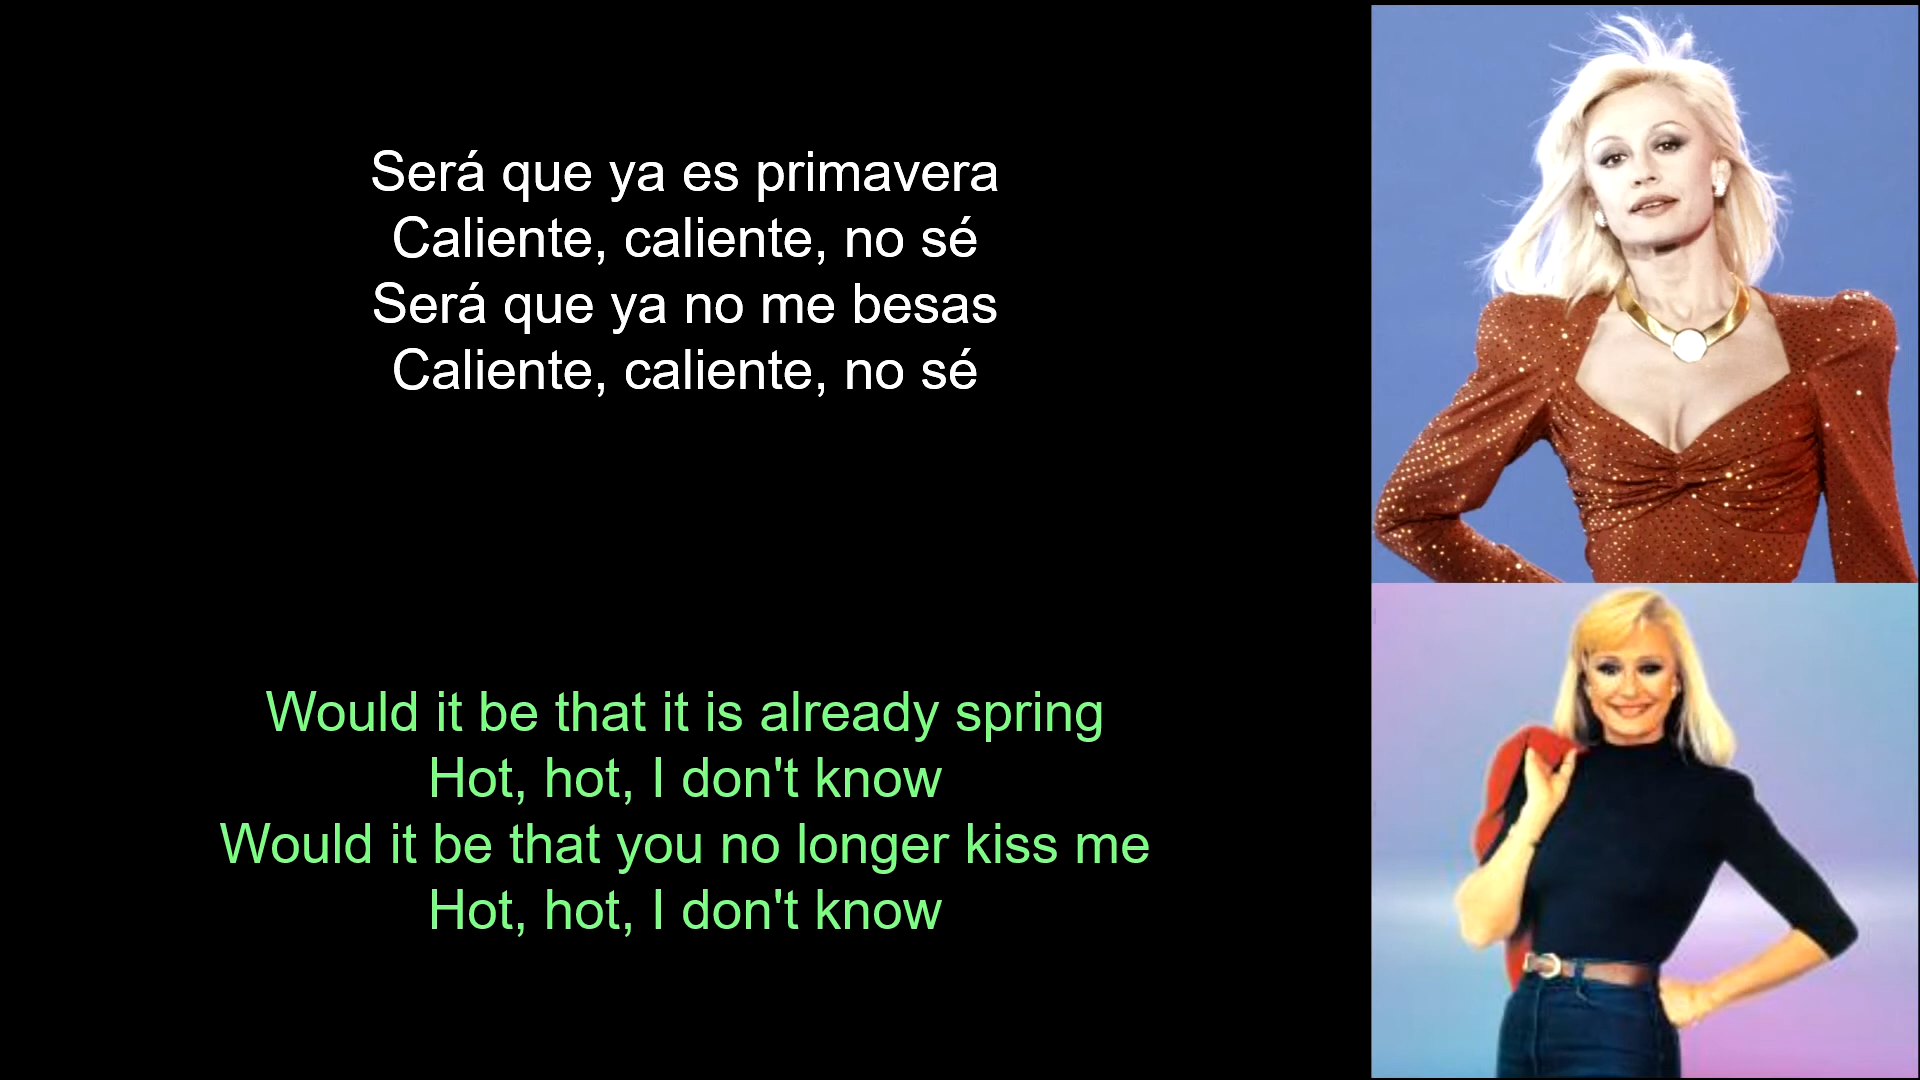 Será que ya es primavera
Caliente, caliente, no sé
Será que ya no me besas
Caliente, caliente, no sé
Would it be that it is already spring
Hot, hot, I don't know
Would it be that you no longer kiss me
Hot, hot, I don't know